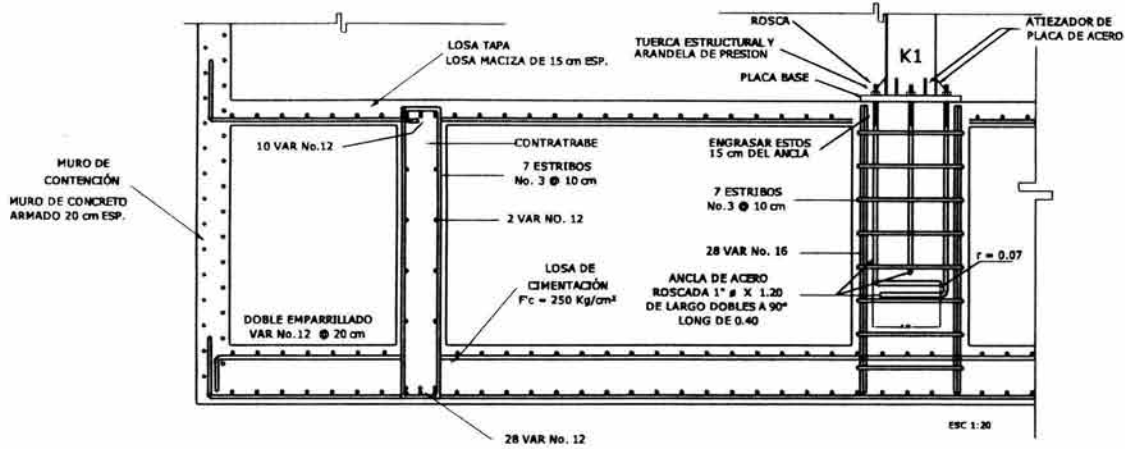 LOSA TAPA
LOSA MACIZA DE 15 cm ESP.
ROSCA
TUERCA ESTRUCTURAL Y
ARANDELA DE PRESION
PLACA BASE
K1
ATIEZADOR DE
PLACA DE ACERO
10 VAR No.12
CONTRATRABE
7 ESTRIBOS
No. 3 @ 10 cm
2 VAR NO. 12
ENGRASAR ESTOS
15 cm DEL ANCLA
7 ESTRIBOS
No.3 @ 10 cm
28 VAR No. 16
MURO DE
CONTENCIÓN
MURO DE CONCRETO
ARMADO 20 cm ESP.
LOSA DE
CIMENTACIÓN
F'c = 250 Kg/cm²
ANCLA DE ACERO
ROSCADA 1" ø X 1.20
DE LARGO DOBLES A 90°
LONG DE 0.40
r = 0.07
DOBLE EMPARRILLADO
VAR No.12 @ 20 cm
28 VAR No. 12
ESC 1:20